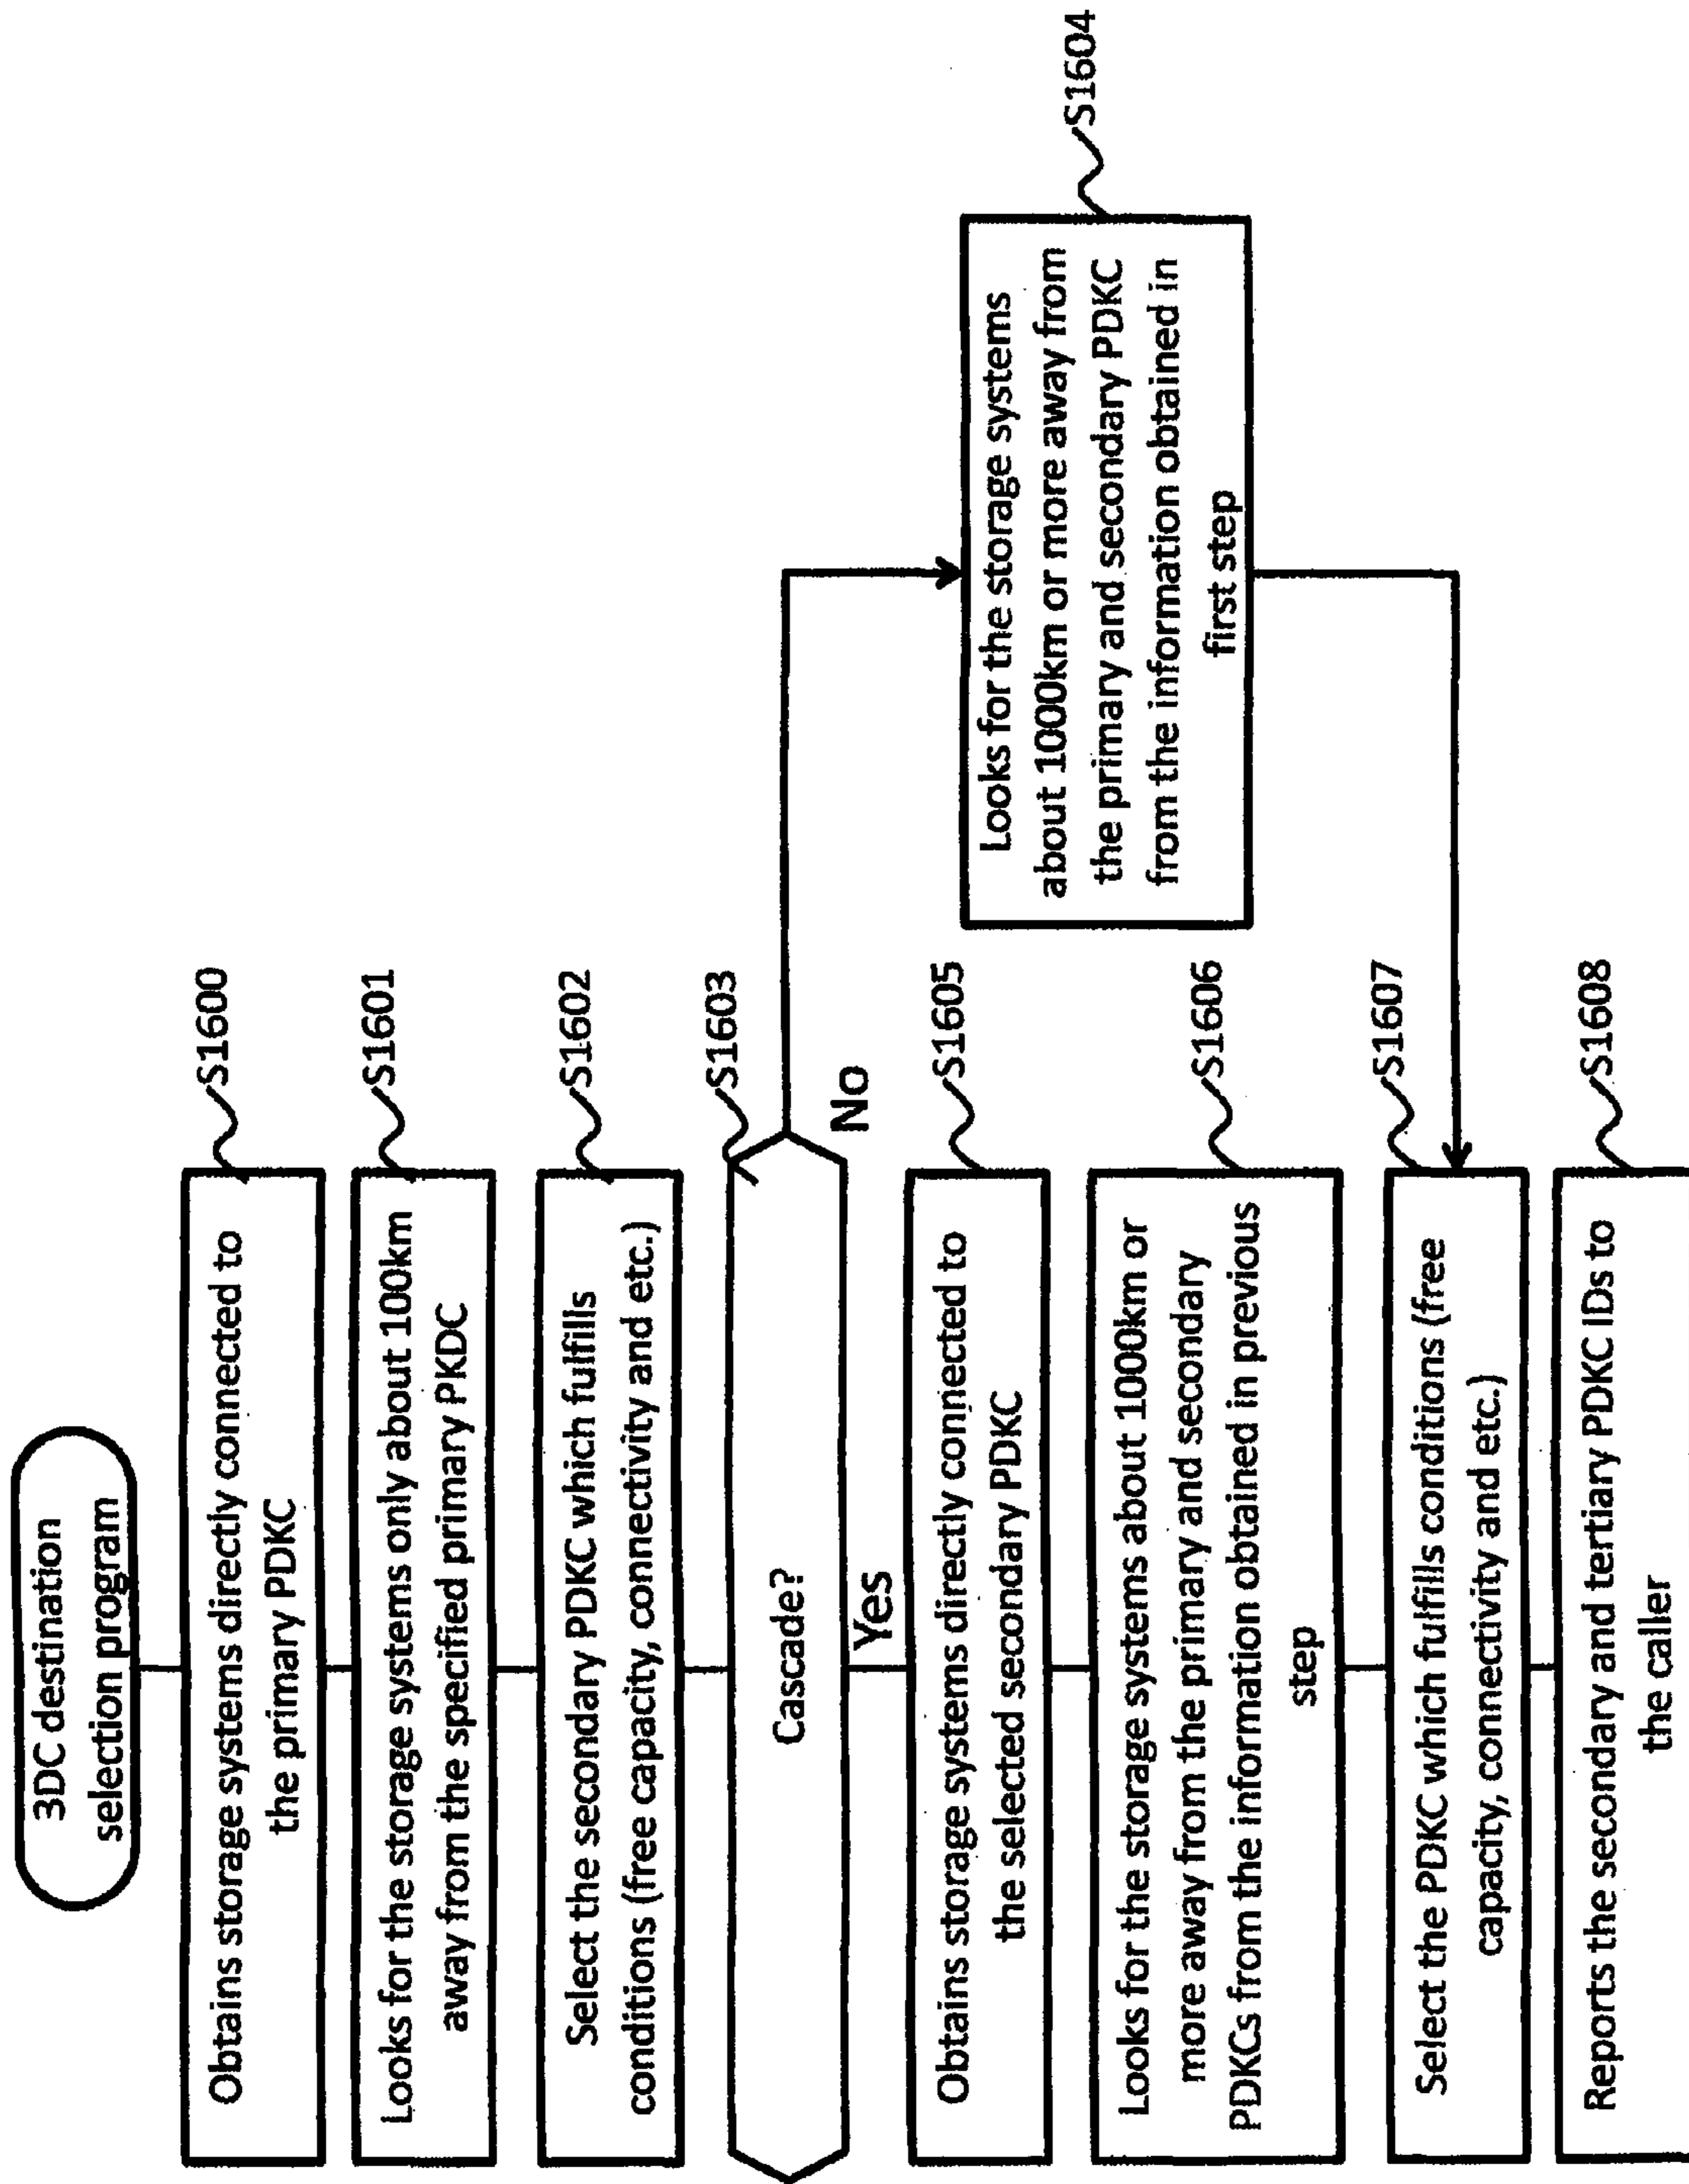 3DC destination
selection program
S1600
Obtains storage systems directly connected to
the primary PDKC
S1601
Looks for the storage systems only about 100km
away from the specified primary PKDC
S1602
Select the secondary PDKC which fulfills
conditions (free capacity, connectivity and etc.)
S1603
Cascade?
No
Yes
S1604
Looks for the storage systems
about 1000km or more away from
the primary and secondary PDKC
from the information obtained in
first step
S1605
Obtains storage systems directly connected to
the selected secondary PDKC
S1606
Looks for the storage systems about 1000km or
more away from the primary and secondary
PDKCs from the information obtained in previous
step
S1607
Select the PDKC which fulfills conditions (free
capacity, connectivity and etc.)
S1608
Reports the secondary and tertiary PDKC IDs to
the caller